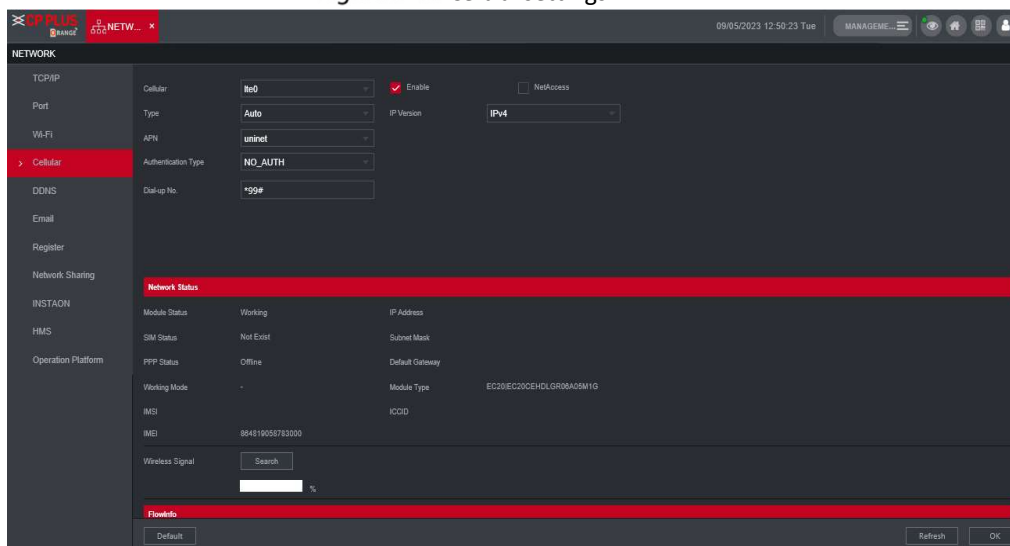 CP PLUS
ORANGE
NETW... ×
09/05/2023 12:50:23 Tue
MANAGEME...
NETWORK
TCP/IP
Port
Wi-Fi
> Cellular
DDNS
Email
Register
Network Sharing
INSTAON
HMS
Operation Platform
Cellular lte0 Enable NetAccess
Type Auto IP Version IPv4
APN uninet
Authentication Type NO_AUTH
Dial-up No. *99#
Network Status
Module Status Working IP Address
SIM Status Not Exist Subnet Mask
PPP Status Offline Default Gateway
Working Mode - Module Type EC20|EC20CEHDLGR06A05M1G
IMSI ICCID
IMEI 864819058783000
Wireless Signal Search
%
FlowInfo
Default Refresh OK